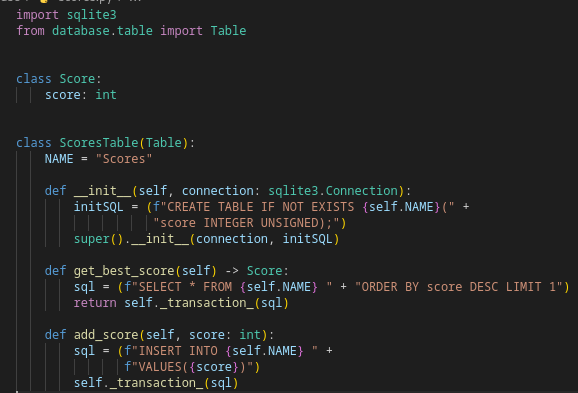 import sqlite3
from database.table import Table
class Score:
    score: int
class ScoresTable(Table):
    NAME = "Scores"
    def __init__(self, connection: sqlite3.Connection):
        initSQL = (f"CREATE TABLE IF NOT EXISTS {self.NAME}(" +
                   "score INTEGER UNSIGNED);")
        super().__init__(connection, initSQL)
    def get_best_score(self) -> Score:
        sql = (f"SELECT * FROM {self.NAME} " + "ORDER BY score DESC LIMIT 1")
        return self._transaction_(sql)
    def add_score(self, score: int):
        sql = (f"INSERT INTO {self.NAME} " +
               f"VALUES({score})")
        self._transaction_(sql)